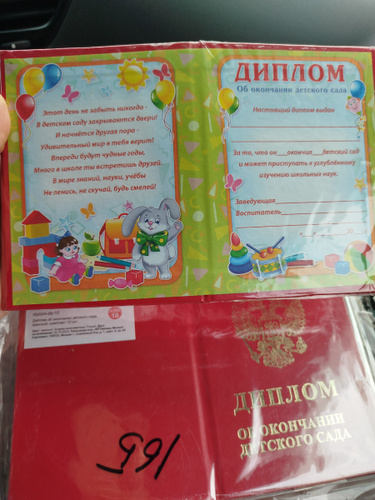 Этот день не забыть никогда -
В детском саду закрываются двери!
И начнётся другая пора -
Удивительный мир в тебя верит!
Впереди будут чудные годы,
Много в школе ты встретишь друзей.
В мире знаний, науки, учёбы
Не ленись, не скучай, будь смелей!
ДИПЛОМ
Об окончании детского сада
Настоящий диплом выдан
За то, что он___окончил___детский сад
и может приступать к углублённому
изучению школьных наук.
Заведующая
Воспитатель
ДИПЛОМ
ОБ ОКОНЧАНИИ
ДЕТСКОГО САДА
165